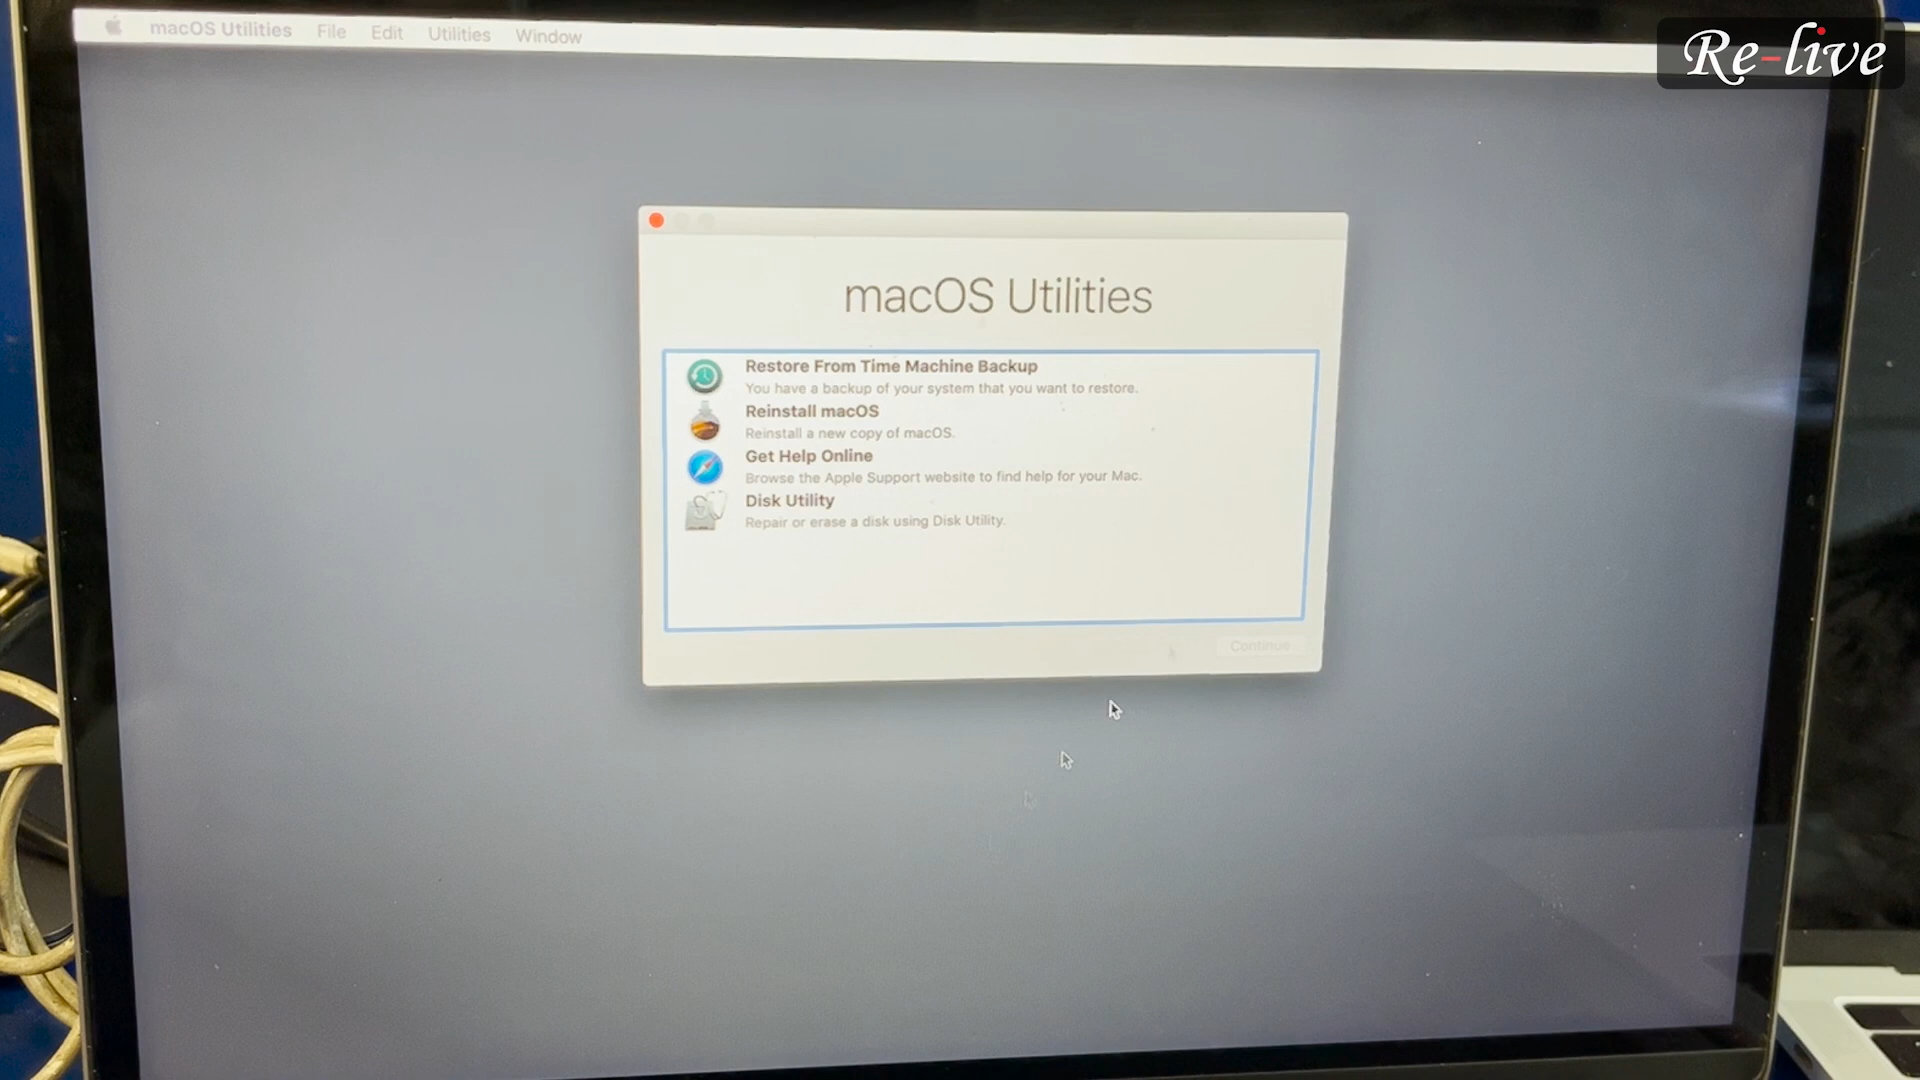 macOS Utilities File Edit Utilities Window
Re-live
macOS Utilities
Restore From Time Machine Backup
You have a backup of your system that you want to restore.
Reinstall macOS
Reinstall a new copy of macOS.
Get Help Online
Browse the Apple Support website to find help for your Mac.
Disk Utility
Repair or erase a disk using Disk Utility.
Continue